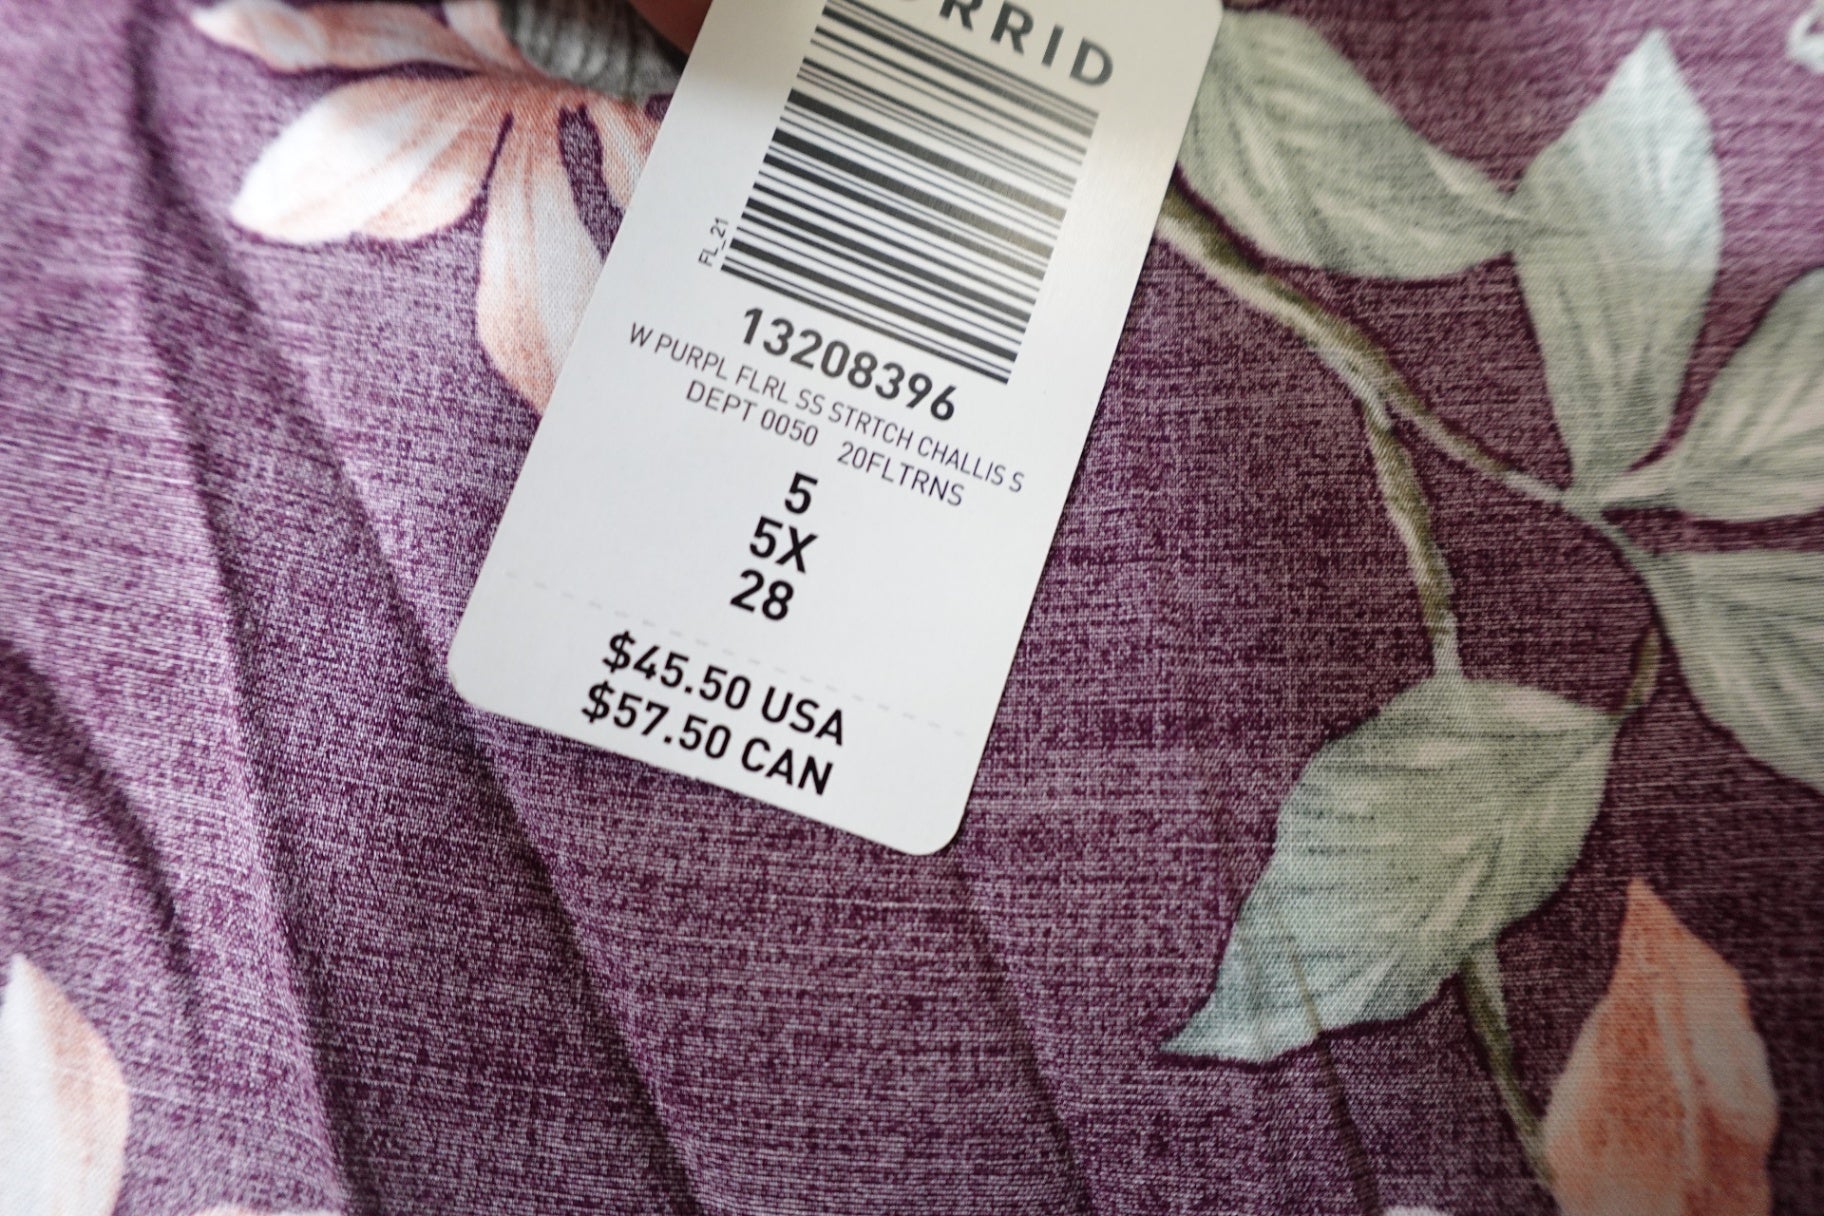 ORRID
FL_21
13208396
W PURPL FLRL SS STRTCH CHALLIS S
DEPT 0050 20FLTRNS
5
5X
28
$45.50 USA
$57.50 CAN